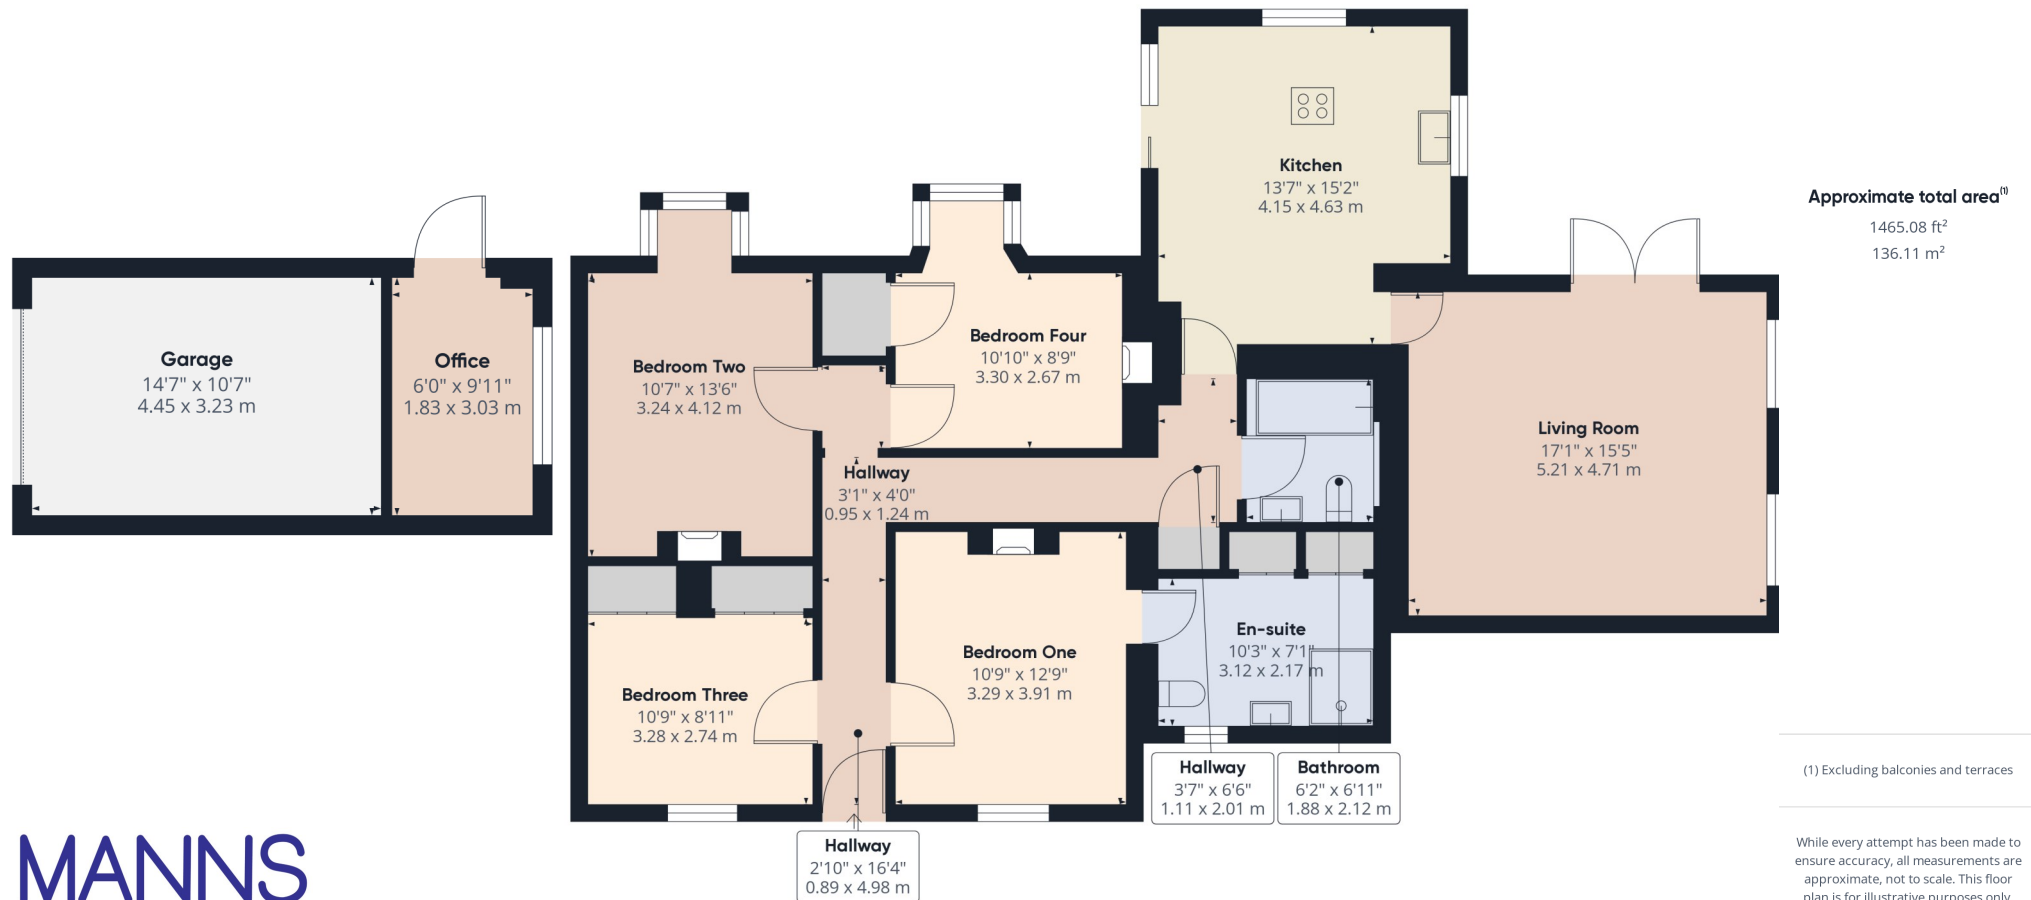 Kitchen
13'7" x 15'2"
4.15 x 4.63 m
Approximate total area(1)
1465.08 ft²
136.11 m²
Garage
14'7" x 10'7"
4.45 x 3.23 m
Office
6'0" x 9'11"
1.83 x 3.03 m
Bedroom Two
10'7" x 13'6"
3.24 x 4.12 m
Bedroom Four
10'10" x 8'9"
3.30 x 2.67 m
Living Room
17'1" x 15'5"
5.21 x 4.71 m
Hallway
3'1" x 4'0"
0.95 x 1.24 m
Bedroom Three
10'9" x 8'11"
3.28 x 2.74 m
Bedroom One
10'9" x 12'9"
3.29 x 3.91 m
En-suite
10'3" x 7'1"
3.12 x 2.17 m
Hallway
3'7" x 6'6"
1.11 x 2.01 m
Bathroom
6'2" x 6'11"
1.88 x 2.12 m
Hallway
2'10" x 16'4"
0.89 x 4.98 m
(1) Excluding balconies and terraces
While every attempt has been made to
ensure accuracy, all measurements are
approximate, not to scale. This floor
plan is for illustrative purposes only
MANNS